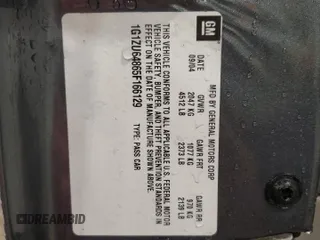 GM
MFD BY GENERAL MOTORS CORP
DATE GVWR GAWR FRT GAWR RR
09/04 2047 KG 1077 KG 970 KG
4512 LB 2373 LB 2139 LB
THIS VEHICLE CONFORMS TO ALL APPLICABLE U.S. FEDERAL MOTOR
VEHICLE SAFETY, BUMPER, AND THEFT PREVENTION STANDARDS IN
EFFECT ON THE DATE OF MANUFACTURE SHOWN ABOVE.
1G1ZU64865F166129 TYPE: PASS CAR
DREAMBID